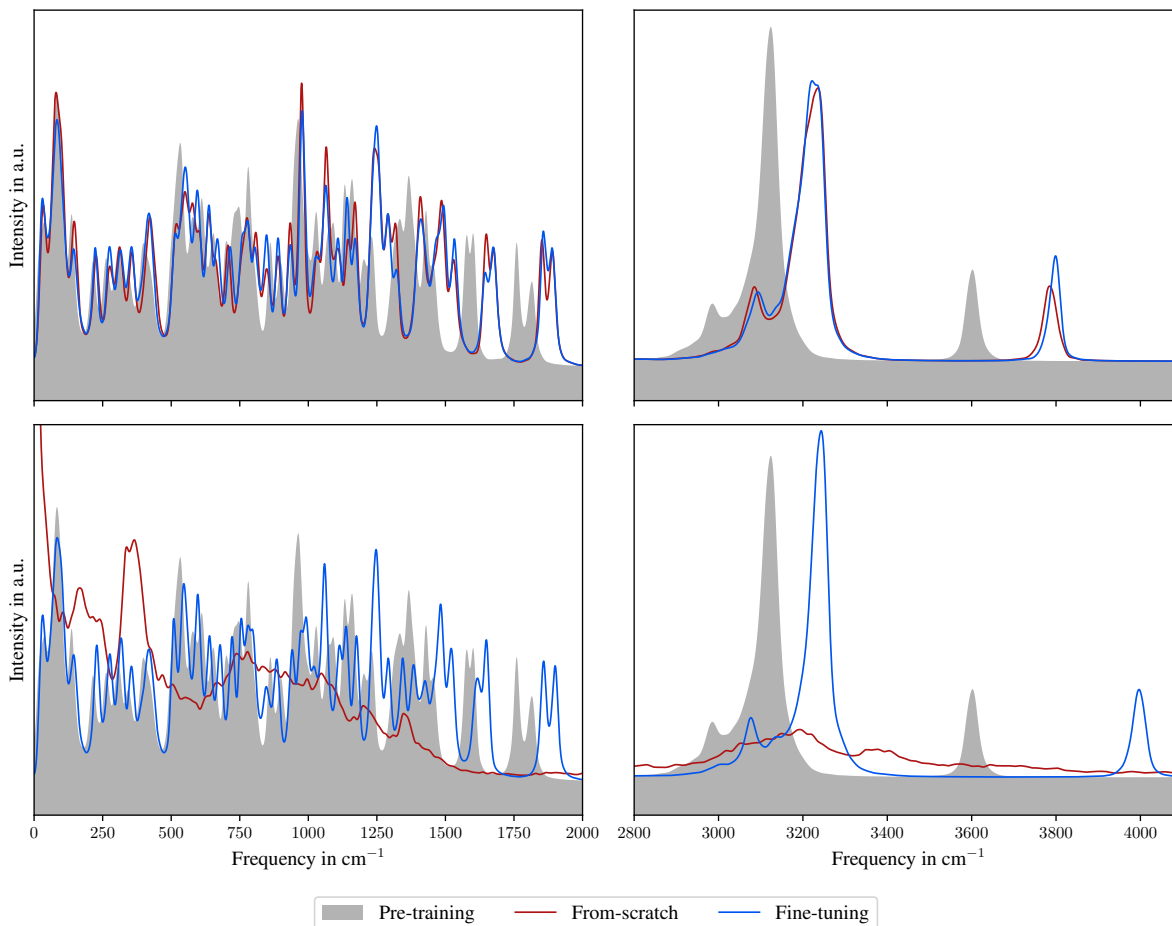 Intensity in a.u.
Intensity in a.u.
0 250 500 750 1000 1250 1500 1750 2000
2800 3000 3200 3400 3600 3800 4000
Frequency in cm⁻¹
Frequency in cm⁻¹
Pre-training From-scratch Fine-tuning